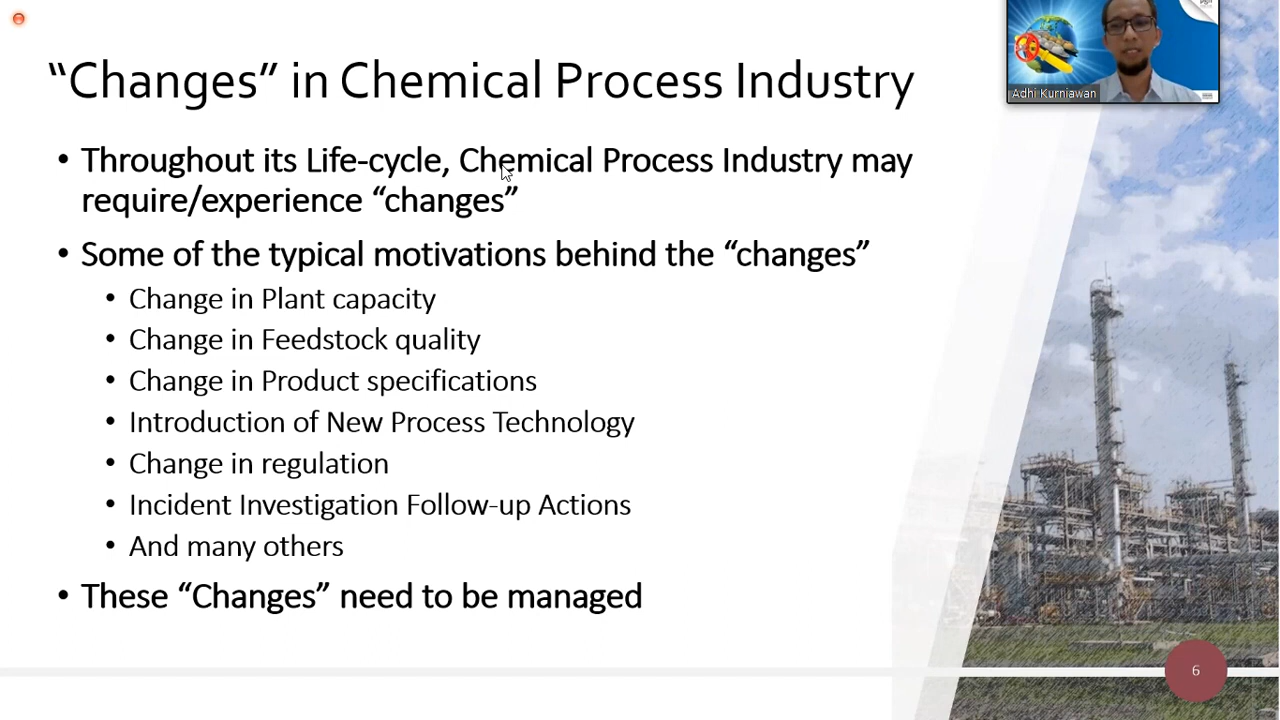 “Changes” in Chemical Process Industry
Adhi Kurniawan
• Throughout its Life-cycle, Chemical Process Industry may
require/experience “changes”
• Some of the typical motivations behind the “changes”
• Change in Plant capacity
• Change in Feedstock quality
• Change in Product specifications
• Introduction of New Process Technology
• Change in regulation
• Incident Investigation Follow-up Actions
• And many others
• These “Changes” need to be managed
6